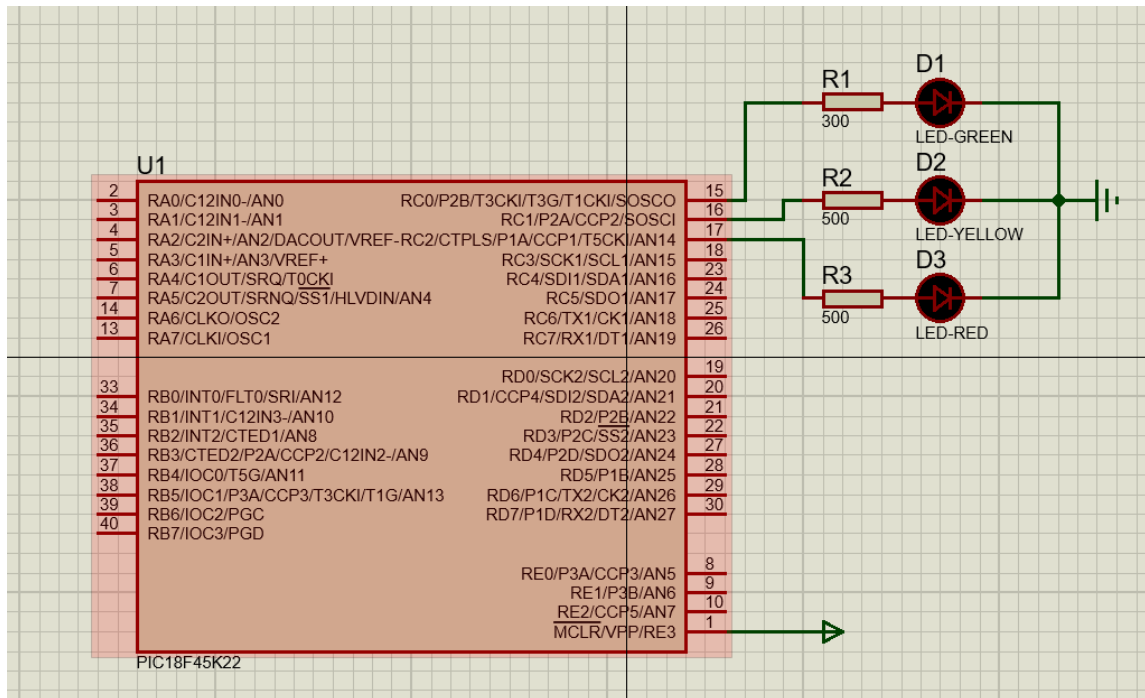 D1
R1
300
LED-GREEN
U1
D2
R2
500
LED-YELLOW
D3
R3
500
LED-RED
2 RA0/C12IN0-/AN0
3 RA1/C12IN1-/AN1
4 RA2/C2IN+/AN2/DACOUT/VREF-
5 RA3/C1IN+/AN3/VREF+
6 RA4/C1OUT/SRQ/T0CKI
7 RA5/C2OUT/SRNQ/SS1/HLVDIN/AN4
14 RA6/CLKO/OSC2
13 RA7/CLKI/OSC1
33 RB0/INT0/FLT0/SRI/AN12
34 RB1/INT1/C12IN3-/AN10
35 RB2/INT2/CTED1/AN8
36 RB3/CTED2/P2A/CCP2/C12IN2-/AN9
37 RB4/IOC0/T5G/AN11
38 RB5/IOC1/P3A/CCP3/T3CKI/T1G/AN13
39 RB6/IOC2/PGC
40 RB7/IOC3/PGD
RC0/P2B/T3CKI/T3G/T1CKI/SOSCO 15
RC1/P2A/CCP2/SOSCI 16
RC2/CTPLS/P1A/CCP1/T5CKI/AN14 17
RC3/SCK1/SCL1/AN15 18
RC4/SDI1/SDA1/AN16 23
RC5/SDO1/AN17 24
RC6/TX1/CK1/AN18 25
RC7/RX1/DT1/AN19 26
RD0/SCK2/SCL2/AN20 19
RD1/CCP4/SDI2/SDA2/AN21 20
RD2/P2B/AN22 21
RD3/P2C/SS2/AN23 22
RD4/P2D/SDO2/AN24 27
RD5/P1B/AN25 28
RD6/P1C/TX2/CK2/AN26 29
RD7/P1D/RX2/DT2/AN27 30
RE0/P3A/CCP3/AN5 8
RE1/P3B/AN6 9
RE2/CCP5/AN7 10
MCLR/VPP/RE3 1
PIC18F45K22